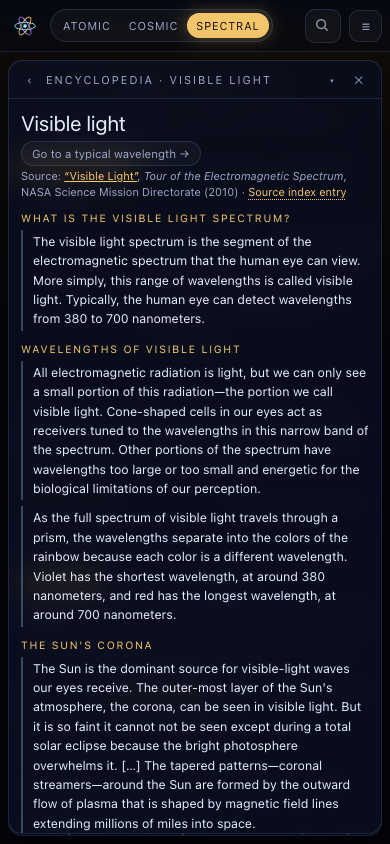 ATOMIC COSMIC SPECTRAL
ENCYCLOPEDIA · VISIBLE LIGHT
Visible light
Go to a typical wavelength →
Source: “Visible Light”, Tour of the Electromagnetic Spectrum,
NASA Science Mission Directorate (2010) · Source index entry
WHAT IS THE VISIBLE LIGHT SPECTRUM?
The visible light spectrum is the segment of the
electromagnetic spectrum that the human eye can view.
More simply, this range of wavelengths is called visible
light. Typically, the human eye can detect wavelengths
from 380 to 700 nanometers.
WAVELENGTHS OF VISIBLE LIGHT
All electromagnetic radiation is light, but we can only see
a small portion of this radiation—the portion we call
visible light. Cone-shaped cells in our eyes act as
receivers tuned to the wavelengths in this narrow band of
the spectrum. Other portions of the spectrum have
wavelengths too large or too small and energetic for the
biological limitations of our perception.
As the full spectrum of visible light travels through a
prism, the wavelengths separate into the colors of the
rainbow because each color is a different wavelength.
Violet has the shortest wavelength, at around 380
nanometers, and red has the longest wavelength, at
around 700 nanometers.
THE SUN'S CORONA
The Sun is the dominant source for visible-light waves
our eyes receive. The outer-most layer of the Sun's
atmosphere, the corona, can be seen in visible light. But
it is so faint it cannot not be seen except during a total
solar eclipse because the bright photosphere
overwhelms it. [...] The tapered patterns—coronal
streamers—around the Sun are formed by the outward
flow of plasma that is shaped by magnetic field lines
extending millions of miles into space.